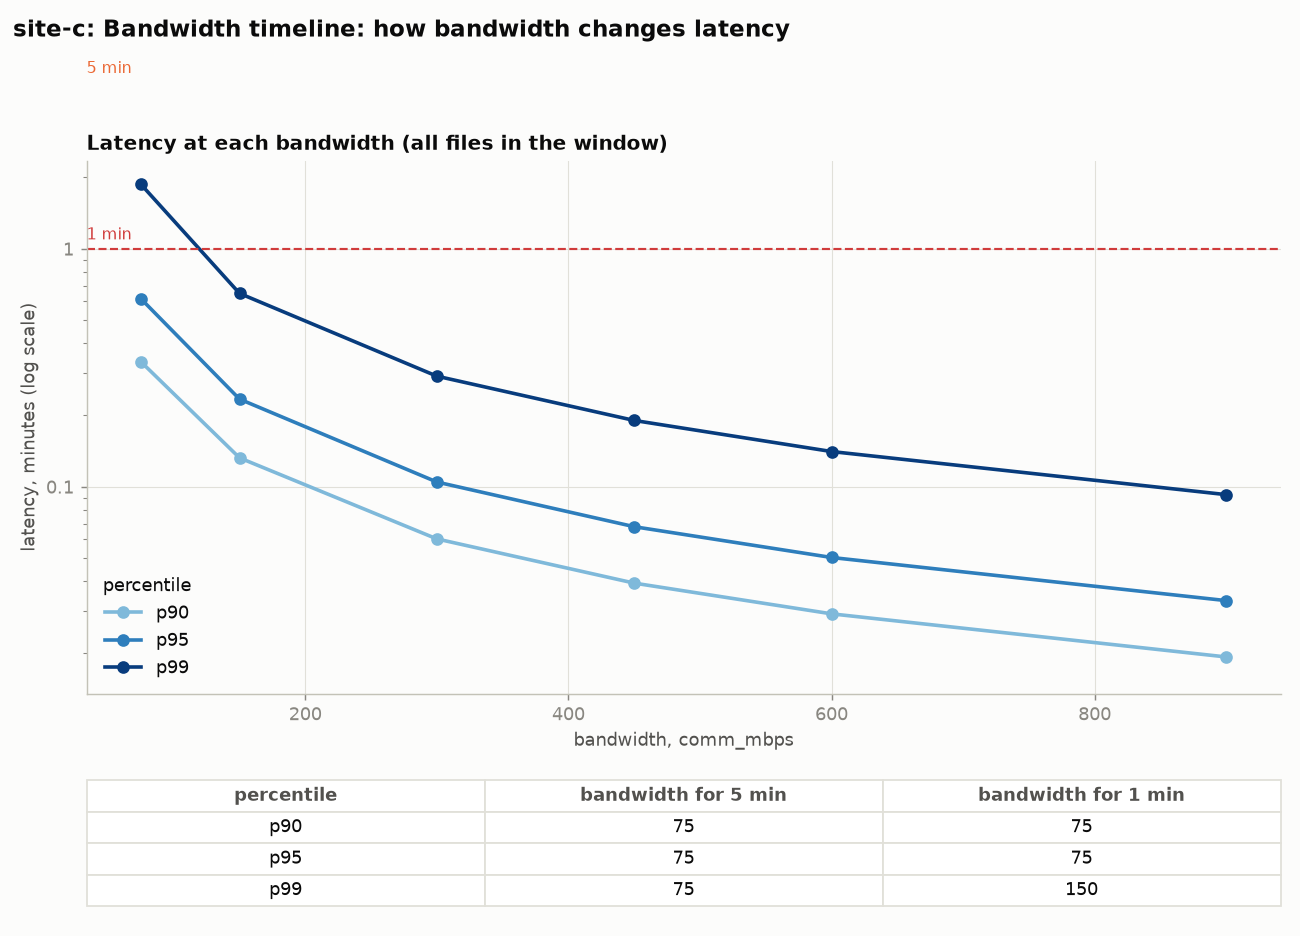 site-c: Bandwidth timeline: how bandwidth changes latency
5 min
Latency at each bandwidth (all files in the window)
1 min
1
0.1
latency, minutes (log scale)
percentile
p90
p95
p99
200 400 600 800
bandwidth, comm_mbps
percentile bandwidth for 5 min bandwidth for 1 min
p90 75 75
p95 75 75
p99 75 150